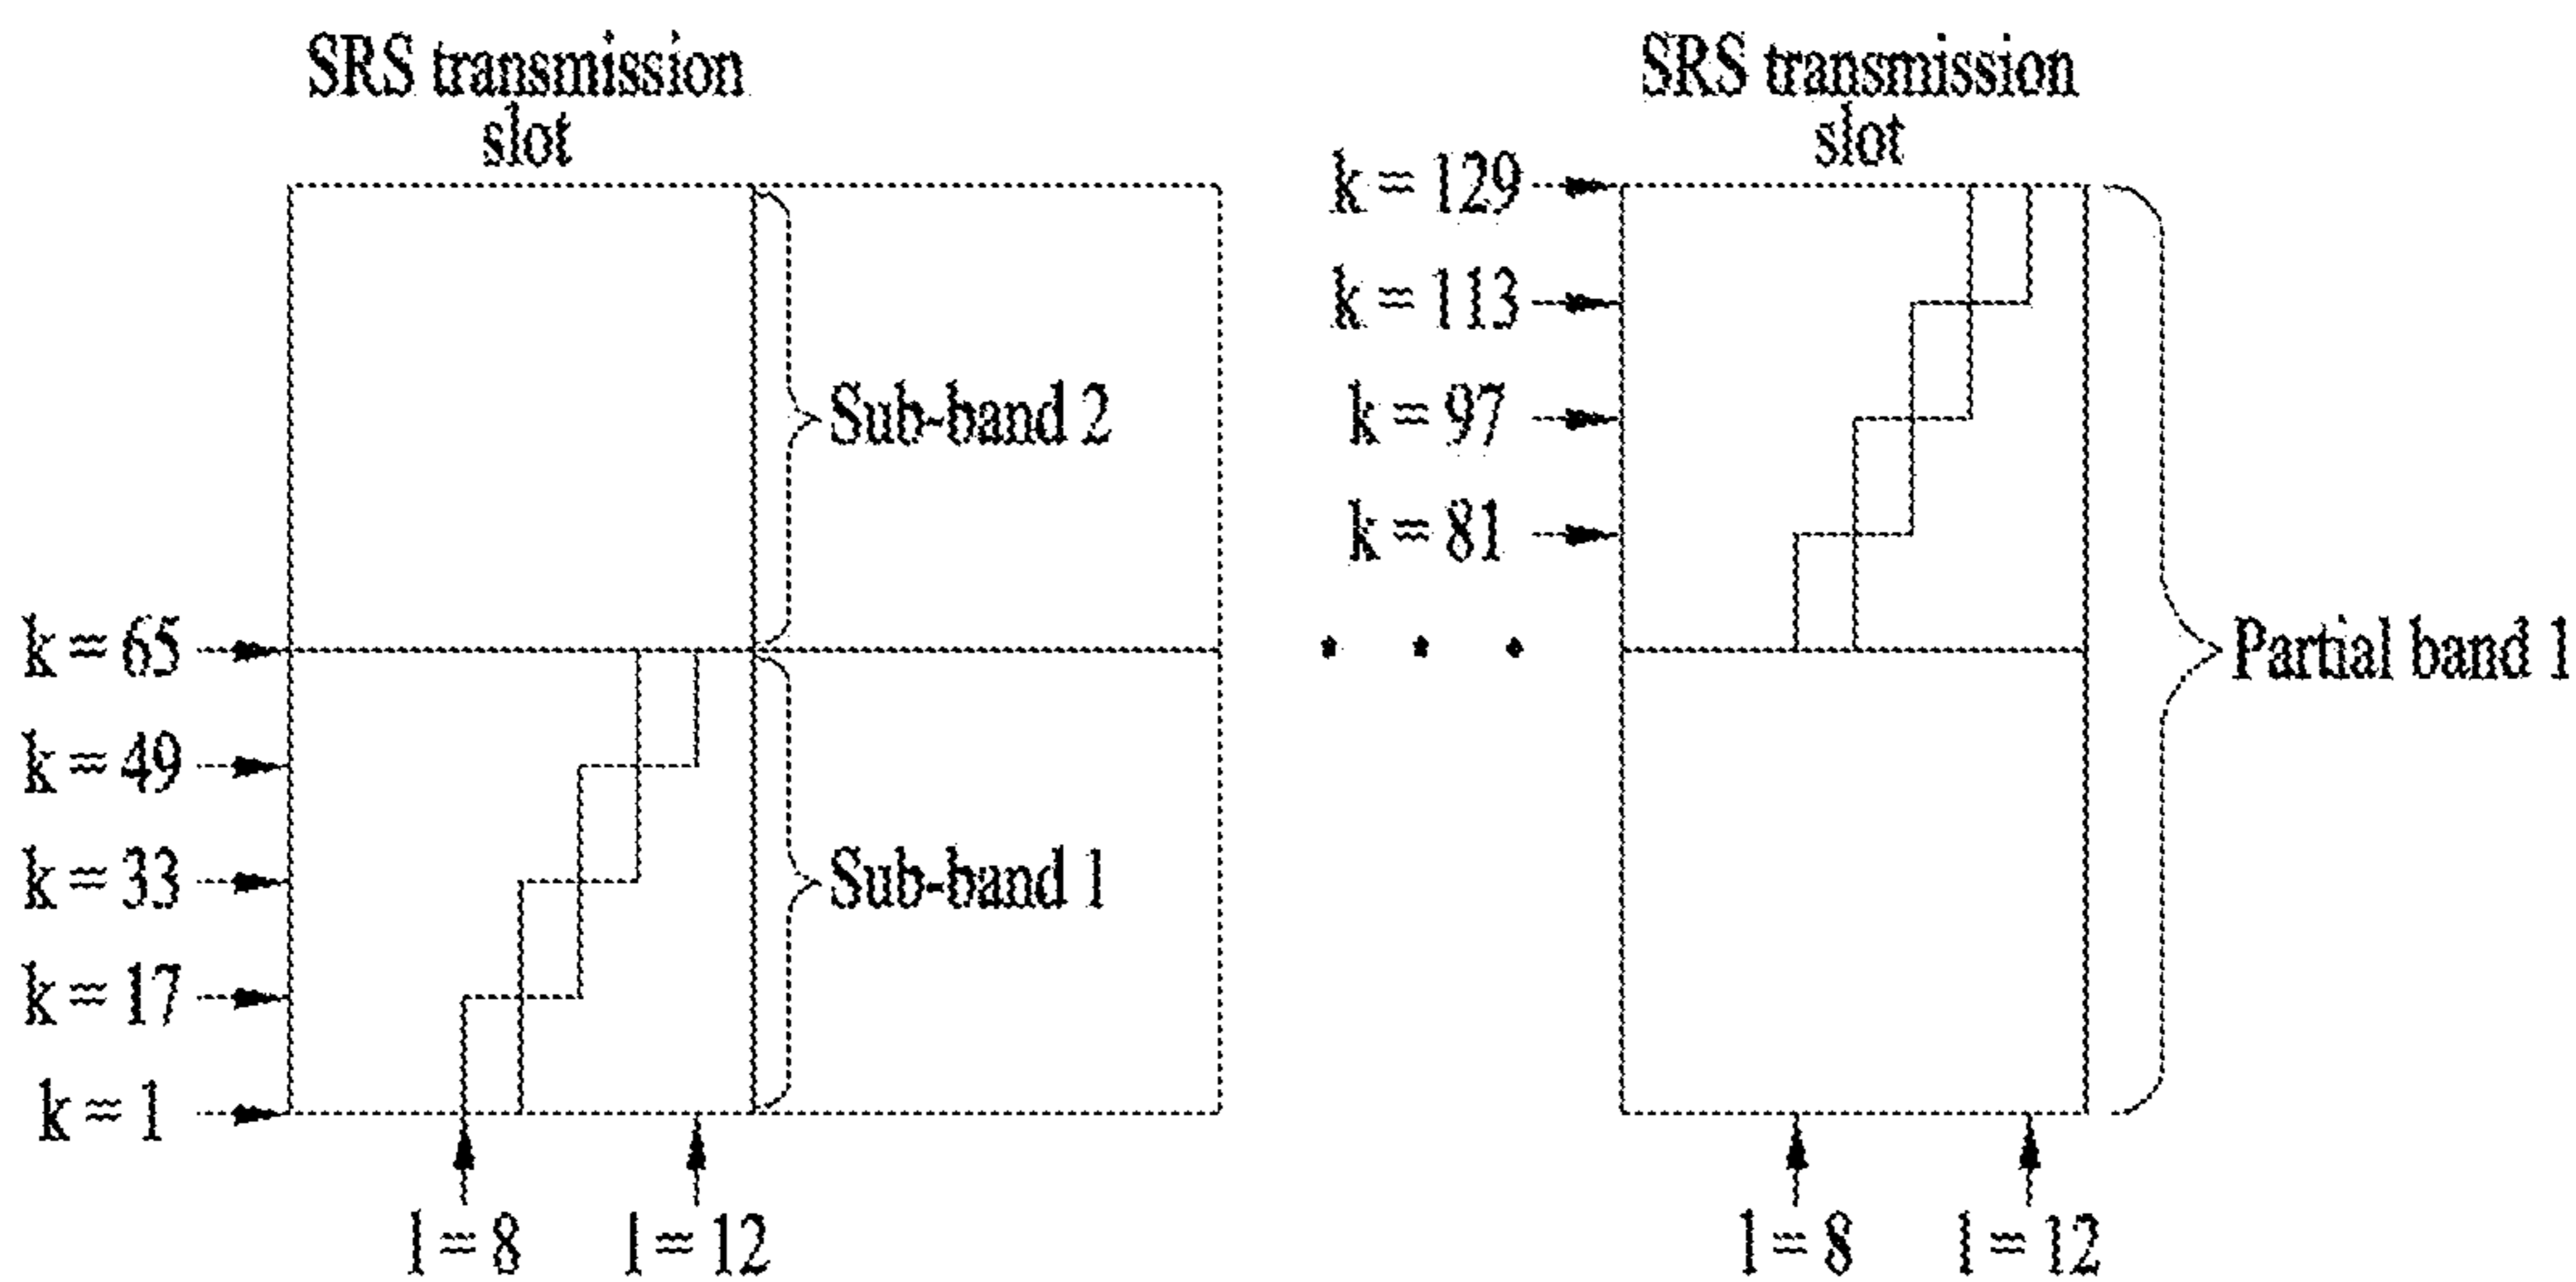 SRS transmission
slot
Sub-band 2
k = 65
k = 49
k = 33
Sub-band 1
k = 17
k = 1
l = 8
l = 12
SRS transmission
slot
k = 129
k = 113
k = 97
k = 81
Partial band 1
l = 8
l = 12